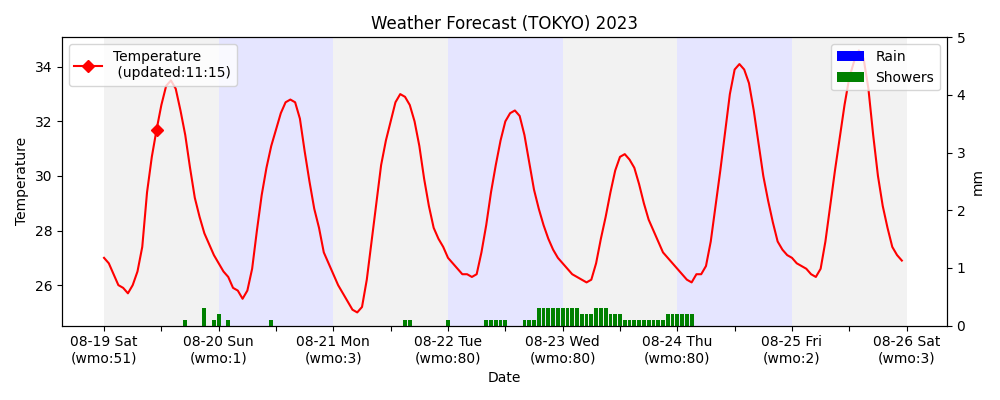 Weather Forecast (TOKYO) 2023
Temperature
(updated:11:15)
Rain
Showers
Temperature
34
32
30
28
26
5
4
3
2
1
0
mm
08-19 Sat
(wmo:51)
08-20 Sun
(wmo:1)
08-21 Mon
(wmo:3)
08-22 Tue
(wmo:80)
08-23 Wed
(wmo:80)
08-24 Thu
(wmo:80)
08-25 Fri
(wmo:2)
08-26 Sat
(wmo:3)
Date